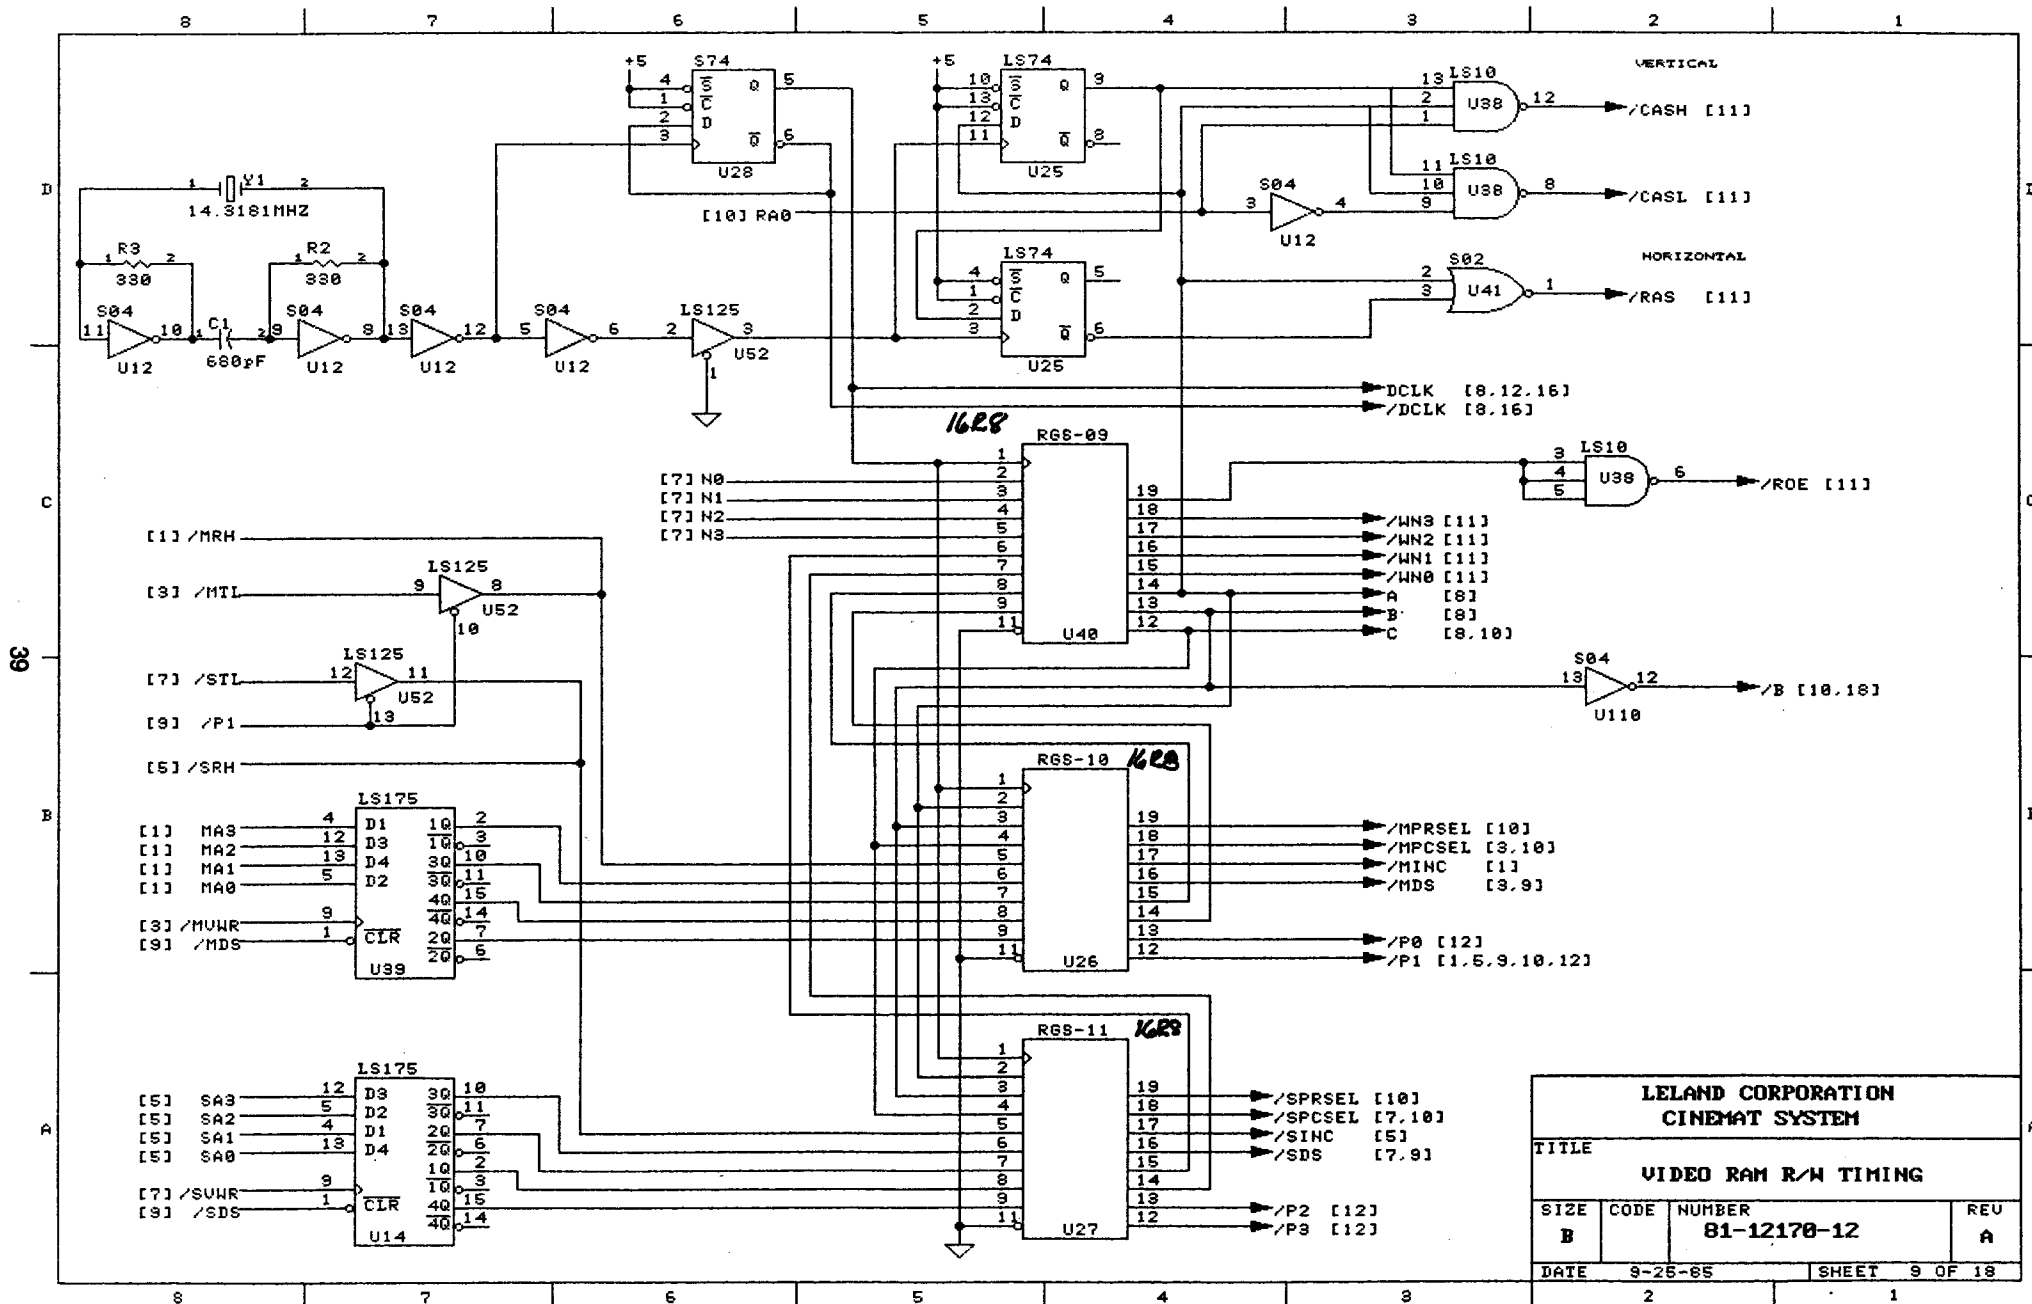 8 7 6 5 4 3 2 1
+5 S74 +5 LS74 LS10 VERTICAL
4 S Q 5 10 S Q 9 13 U38 12 /CASH [11]
1 C 13 C 2
2 D 12 D 1
3 Q 6 11 Q 8
U28 U25
11 LS10
10 U38 8 /CASL [11]
9
D D
1 Y1 2
14.3181MHZ
[10] RA0 3 S04 4
U12
R3 R2
1 2 1 2
330 330
LS74 S02 HORIZONTAL
4 S Q 5 2 U41 1 /RAS [11]
1 C 3
2 D
3 Q 6
U25
S04 C1 S04 S04 S04 LS125
11 10 1 2 9 8 13 12 5 6 2 3
U12 680pF U12 U12 U12 1 U52
DCLK [8,12,16]
/DCLK [8,16]
16R8
RGS-09
1
[7] N0 2
[7] N1 3 19
[7] N2 4 18 /WN3 [11]
[7] N3 5 17 /WN2 [11]
6 16 /WN1 [11]
7 15 /WN0 [11]
8 14 A [8]
9 13 B [8]
11 12 C [8,10]
U40
LS10
3
4 U38 6 /ROE [11]
5
C C
[1] /MRH
LS125
[3] /MTL 9 8
U52
10
LS125
[7] /STL 12 11
U52
[9] /P1 13
[5] /SRH
S04
13 12 /B [10,18]
U110
39
RGS-10 16R8
1
2
3 19 /MPRSEL [10]
4 18 /MPCSEL [3,10]
5 17 /MINC [1]
6 16 /MDS [3,9]
7 15
8 14
9 13 /P0 [12]
11 12 /P1 [1,5,9,10,12]
U26
B
LS175
[1] MA3 4 D1 1Q 2
[1] MA2 12 D3 1Q 3
[1] MA1 13 D4 3Q 10
[1] MA0 5 D2 3Q 11
4Q 15
[3] /MVWR 9 4Q 14
[9] /MDS 1 CLR 2Q 7
2Q 6
U39
RGS-11 16R8
1
2
3 19 /SPRSEL [10]
4 18 /SPCSEL [7,10]
5 17 /SINC [5]
6 16 /SDS [7,9]
7 15
8 14
9 13 /P2 [12]
11 12 /P3 [12]
U27
A
LS175
[5] SA3 12 D3 3Q 10
[5] SA2 5 D2 3Q 11
[5] SA1 4 D1 2Q 7
[5] SA0 13 D4 2Q 6
1Q 2
[7] /SVWR 9 1Q 3
[9] /SDS 1 CLR 4Q 15
4Q 14
U14
LELAND CORPORATION
CINEMAT SYSTEM
TITLE
VIDEO RAM R/W TIMING
SIZE CODE NUMBER REV
B 81-12170-12 A
DATE 9-25-85 SHEET 9 OF 18
8 7 6 5 4 3 2 1